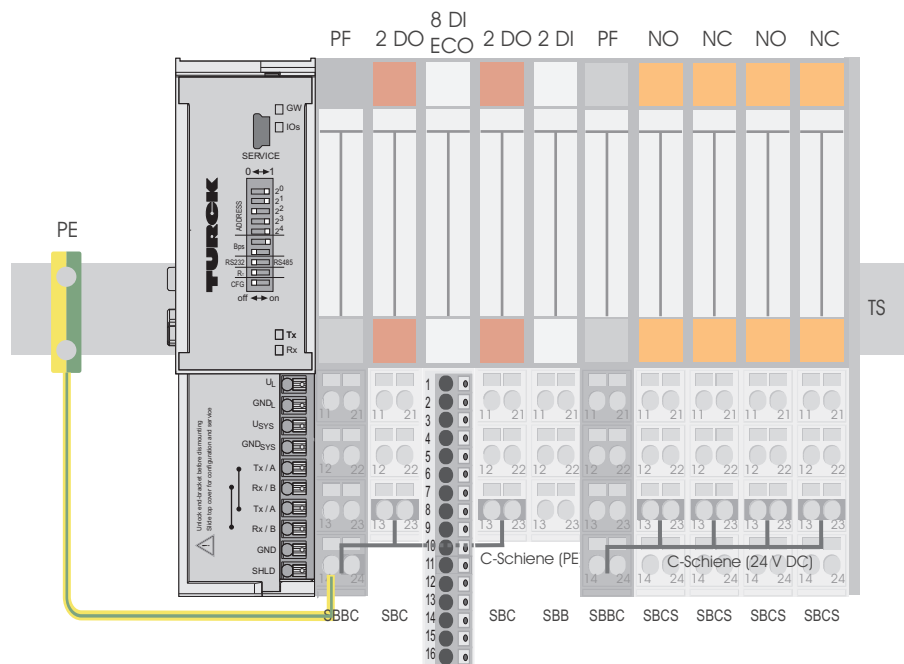 8 DI
PF 2 DO ECO 2 DO 2 DI PF NO NC NO NC
GW
IOs
SERVICE
0 1
ADDRESS
2⁰
2¹
2²
2³
2⁴
Bps
RS232 RS485
R-
CFG
off on
TURCK
PE
TS
Tx
Rx
Unlock end-bracket before dismounting
Slide top cover for configuration and service
UL
GNDL
USYS
GNDSYS
Tx / A
Rx / B
Tx / A
Rx / B
GND
SHLD
1
2
3
4
5
6
7
8
9
10
11
12
13
14
15
16
11 21 11 21 11 21 11 21 11 21 11 21 11 21 11 21 11 21
12 22 12 22 12 22 12 22 12 22 12 22 12 22 12 22 12 22
13 23 13 23 13 23 13 23 13 23 13 23 13 23 13 23 13 23
C-Schiene (PE C-Schiene (24 V DC)
14 24 14 24 14 24 14 24 14 24 14 24
SBBC SBC SBC SBB SBBC SBCS SBCS SBCS SBCS